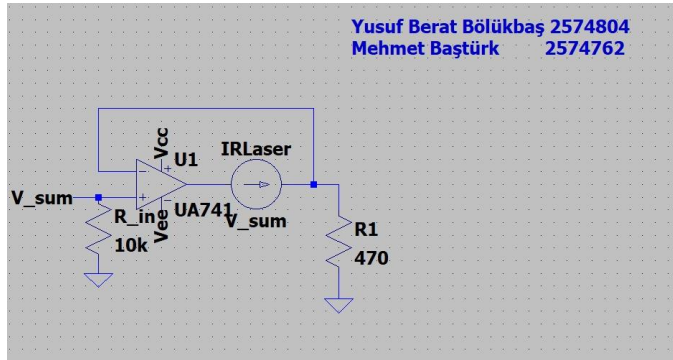 Yusuf Berat Bölükbaş 2574804
Mehmet Baştürk 2574762
Vcc
U1
IRLaser
V_sum
R_in
UA741
V_sum
10k
Vee
R1
470